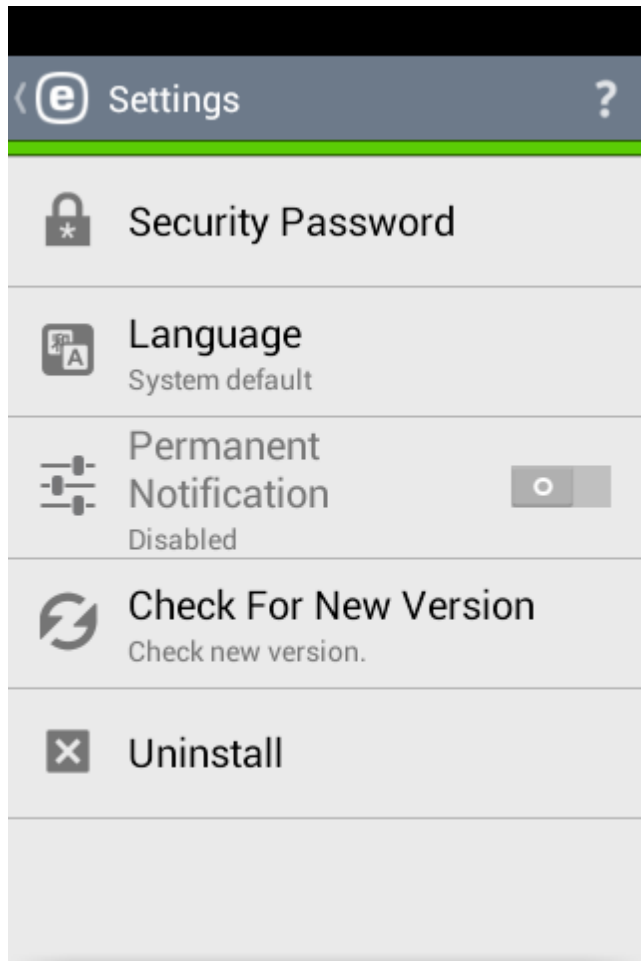 e Settings ?
Security Password
Language
System default
Permanent
Notification
Disabled
Check For New Version
Check new version.
Uninstall